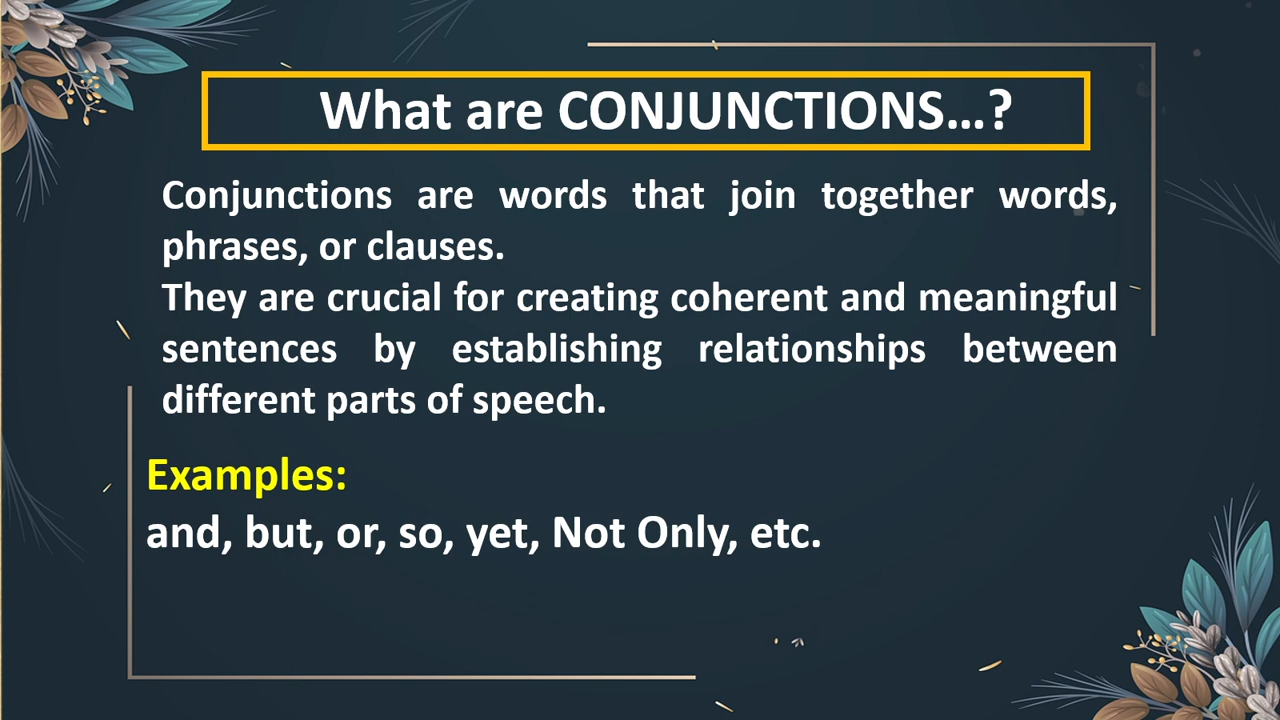 What are CONJUNCTIONS...?
Conjunctions are words that join together words,
phrases, or clauses.
They are crucial for creating coherent and meaningful
sentences by establishing relationships between
different parts of speech.
Examples:
and, but, or, so, yet, Not Only, etc.